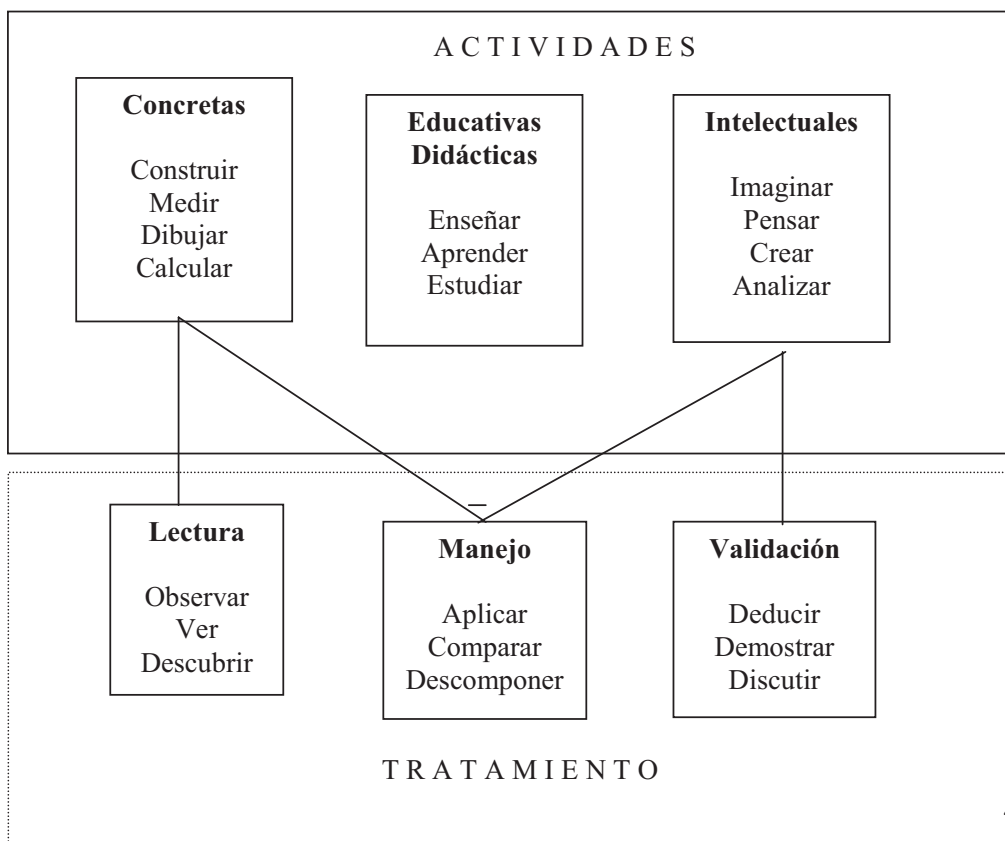 A C T I V I D A D E S
Concretas
Construir
Medir
Dibujar
Calcular
Educativas
Didácticas
Enseñar
Aprender
Estudiar
Intelectuales
Imaginar
Pensar
Crear
Analizar
Lectura
Observar
Ver
Descubrir
Manejo
Aplicar
Comparar
Descomponer
Validación
Deducir
Demostrar
Discutir
T R A T A M I E N T O